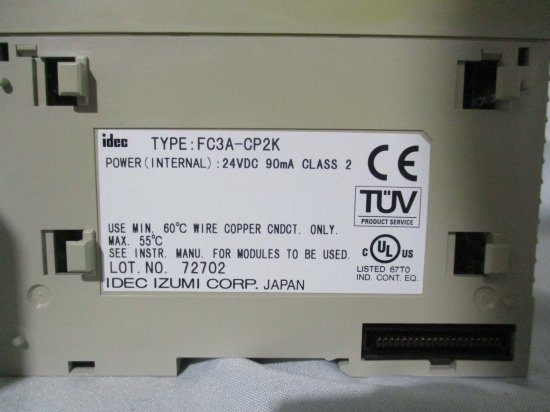 idec TYPE:FC3A-CP2K
POWER(INTERNAL):24VDC 90mA CLASS 2
CE
TÜV
PRODUCT SERVICE
USE MIN. 60℃ WIRE COPPER CNDCT. ONLY.
MAX. 55℃
SEE INSTR. MANU. FOR MODULES TO BE USED.
LOT.NO. 72702
IDEC IZUMI CORP. JAPAN
C UL US
LISTED 67T0
IND. CONT. EQ.